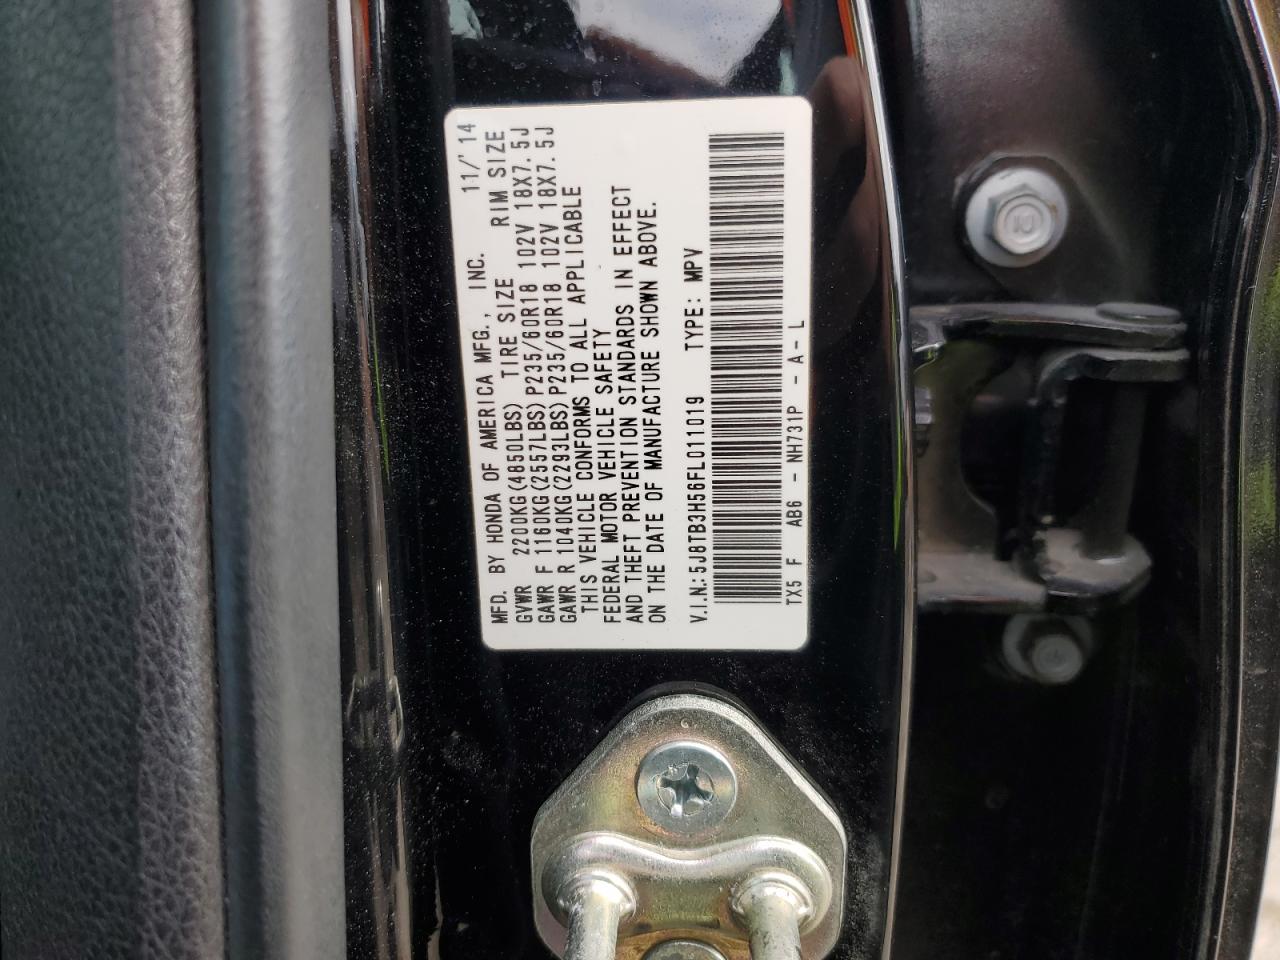 MFD. BY HONDA OF AMERICA MFG., INC. 11/'14
GVWR 2200KG(4850LBS) TIRE SIZE RIM SIZE
GAWR F 1160KG(2557LBS)P235/60R18 102V 18X7.5J
GAWR R 1040KG(2293LBS)P235/60R18 102V 18X7.5J
THIS VEHICLE CONFORMS TO ALL APPLICABLE
FEDERAL MOTOR VEHICLE SAFETY
AND THEFT PREVENTION STANDARDS IN EFFECT
ON THE DATE OF MANUFACTURE SHOWN ABOVE.
V.I.N.: 5J8TB3H56FL011019 TYPE: MPV
TX5 F AB6 - NH731P - A - L
10